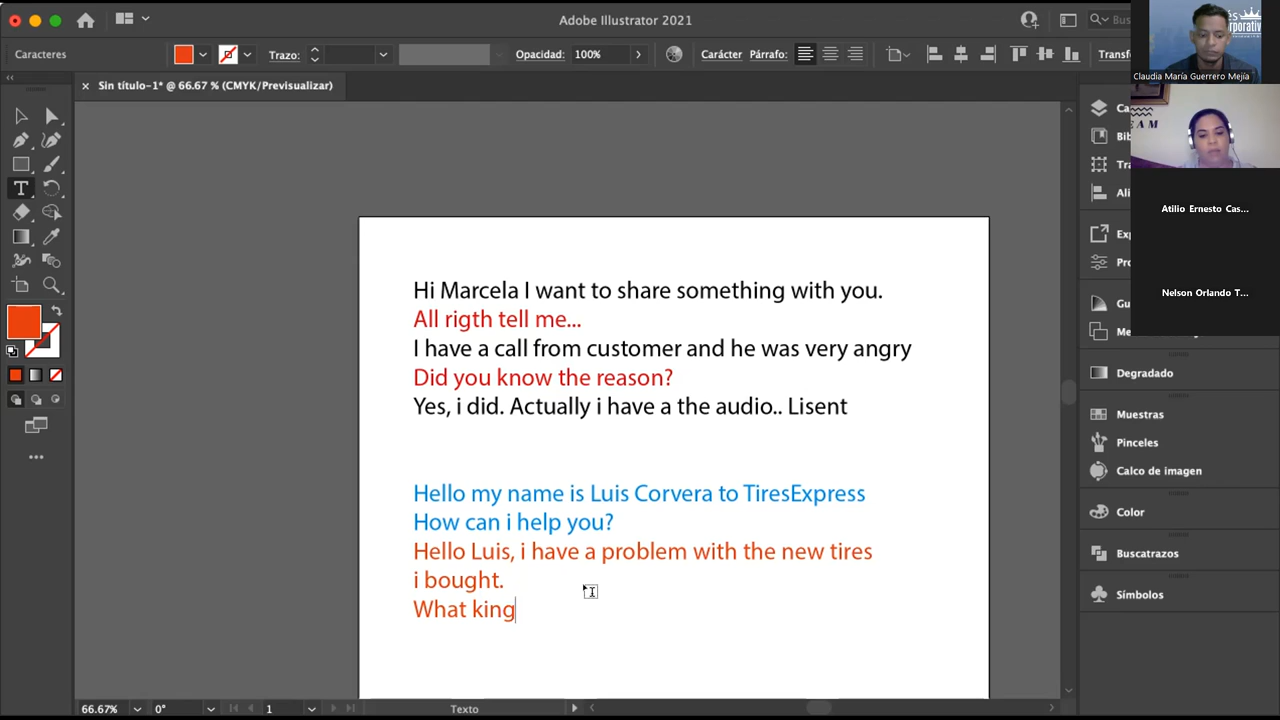 Adobe Illustrator 2021
Caracteres
Trazo:
Opacidad: 100%
Carácter
Párrafo:
Sin título-1* @ 66.67 % (CMYK/Previsualizar)
Claudia María Guerrero Mejía
E A M
Atilio Ernesto Cas...
Nelson Orlando T...
Hi Marcela I want to share something with you.
All rigth tell me...
I have a call from customer and he was very angry
Did you know the reason?
Yes, i did. Actually i have a the audio.. Lisent
Hello my name is Luis Corvera to TiresExpress
How can i help you?
Hello Luis, i have a problem with the new tires
i bought.
What king
Degradado
Muestras
Pinceles
Calco de imagen
Color
Buscatrazos
Símbolos
66.67%
0°
1
Texto